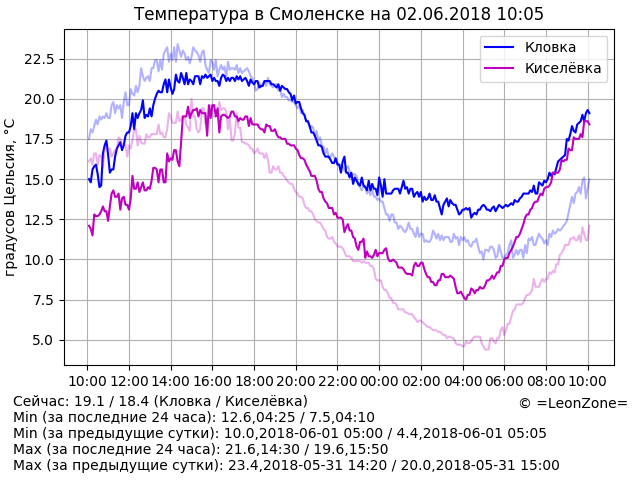 Температура в Смоленске на 02.06.2018 10:05
Кловка
Киселёвка
градусов Цельсия, °C
22.5
20.0
17.5
15.0
12.5
10.0
7.5
5.0
10:00 12:00 14:00 16:00 18:00 20:00 22:00 00:00 02:00 04:00 06:00 08:00 10:00
Сейчас: 19.1 / 18.4 (Кловка / Киселёвка)
© =LeonZone=
Min (за последние 24 часа): 12.6,04:25 / 7.5,04:10
Min (за предыдущие сутки): 10.0,2018-06-01 05:00 / 4.4,2018-06-01 05:05
Max (за последние 24 часа): 21.6,14:30 / 19.6,15:50
Max (за предыдущие сутки): 23.4,2018-05-31 14:20 / 20.0,2018-05-31 15:00